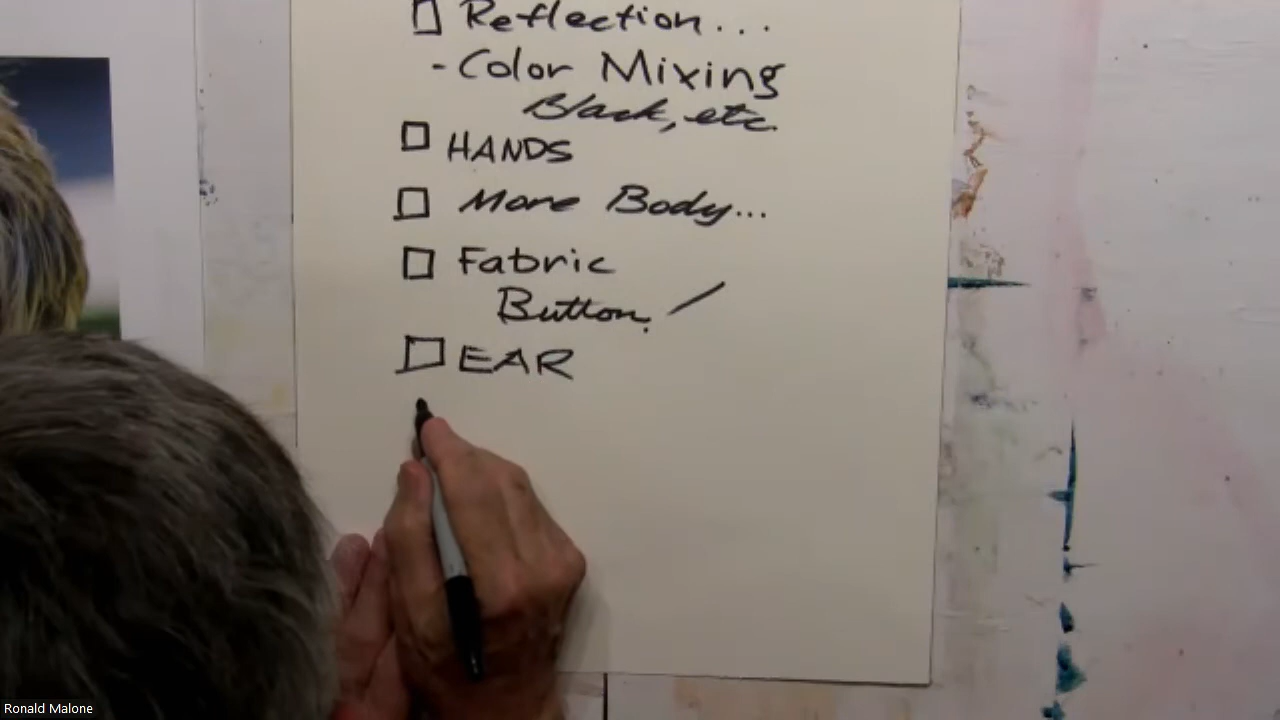 Reflection...
- Color Mixing
Black, etc.
HANDS
More Body...
Fabric
Button!
EAR
Ronald Malone